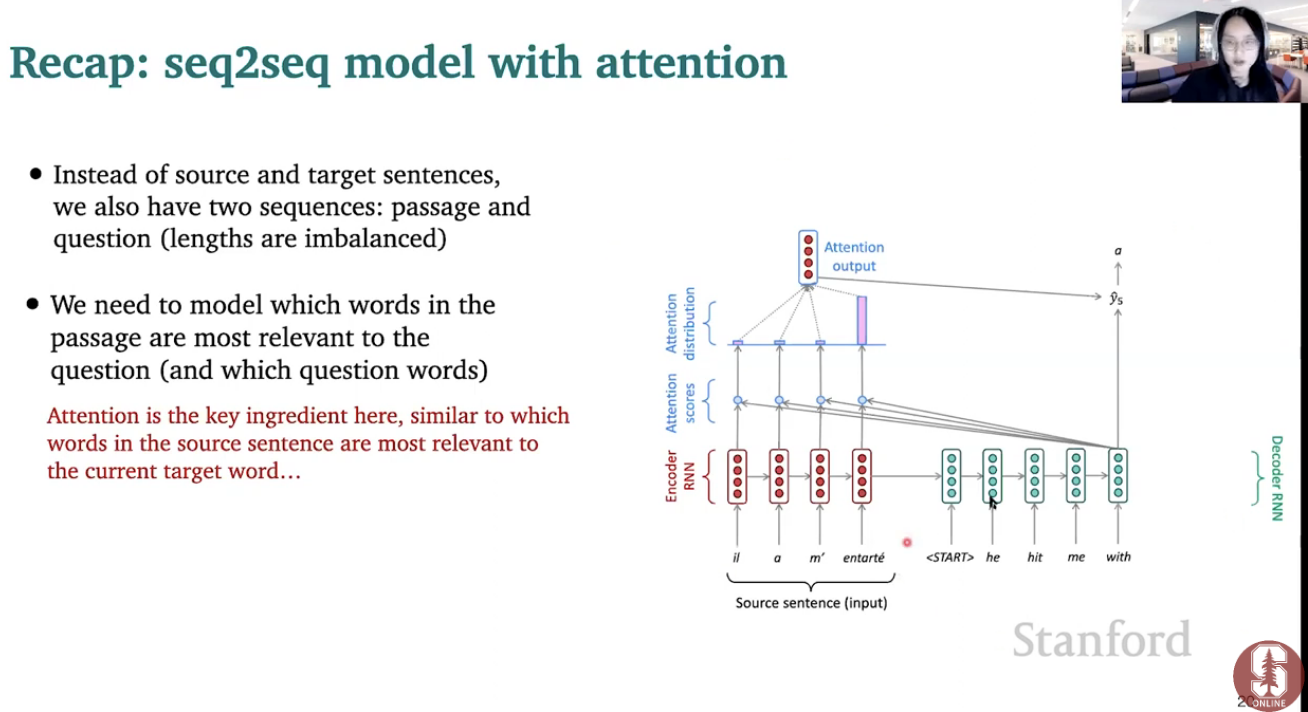 Recap: seq2seq model with attention
• Instead of source and target sentences,
we also have two sequences: passage and
question (lengths are imbalanced)
• We need to model which words in the
passage are most relevant to the
question (and which question words)
Attention is the key ingredient here, similar to which
words in the source sentence are most relevant to
the current target word…
Attention
output
a
ŷ₅
Attention
distribution
Attention
scores
Encoder
RNN
Decoder RNN
il a m' entarté <START> he hit me with
Source sentence (input)
Stanford
S
ONLINE